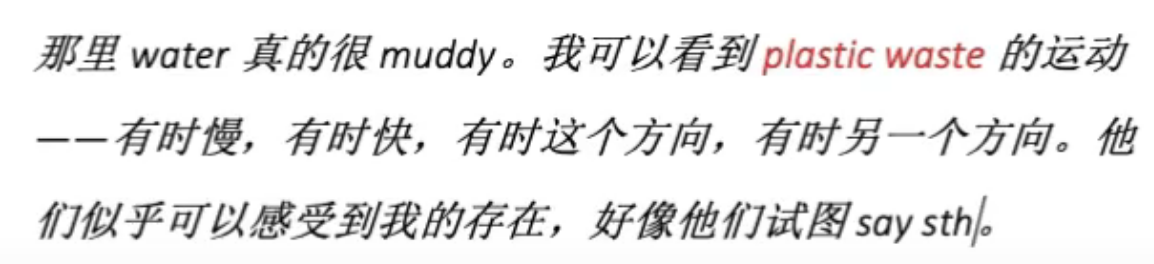 那里 water 真的很 muddy。我可以看到 plastic waste 的运动
——有时慢，有时快，有时这个方向，有时另一个方向。他
们似乎可以感受到我的存在，好像他们试图 say sth。